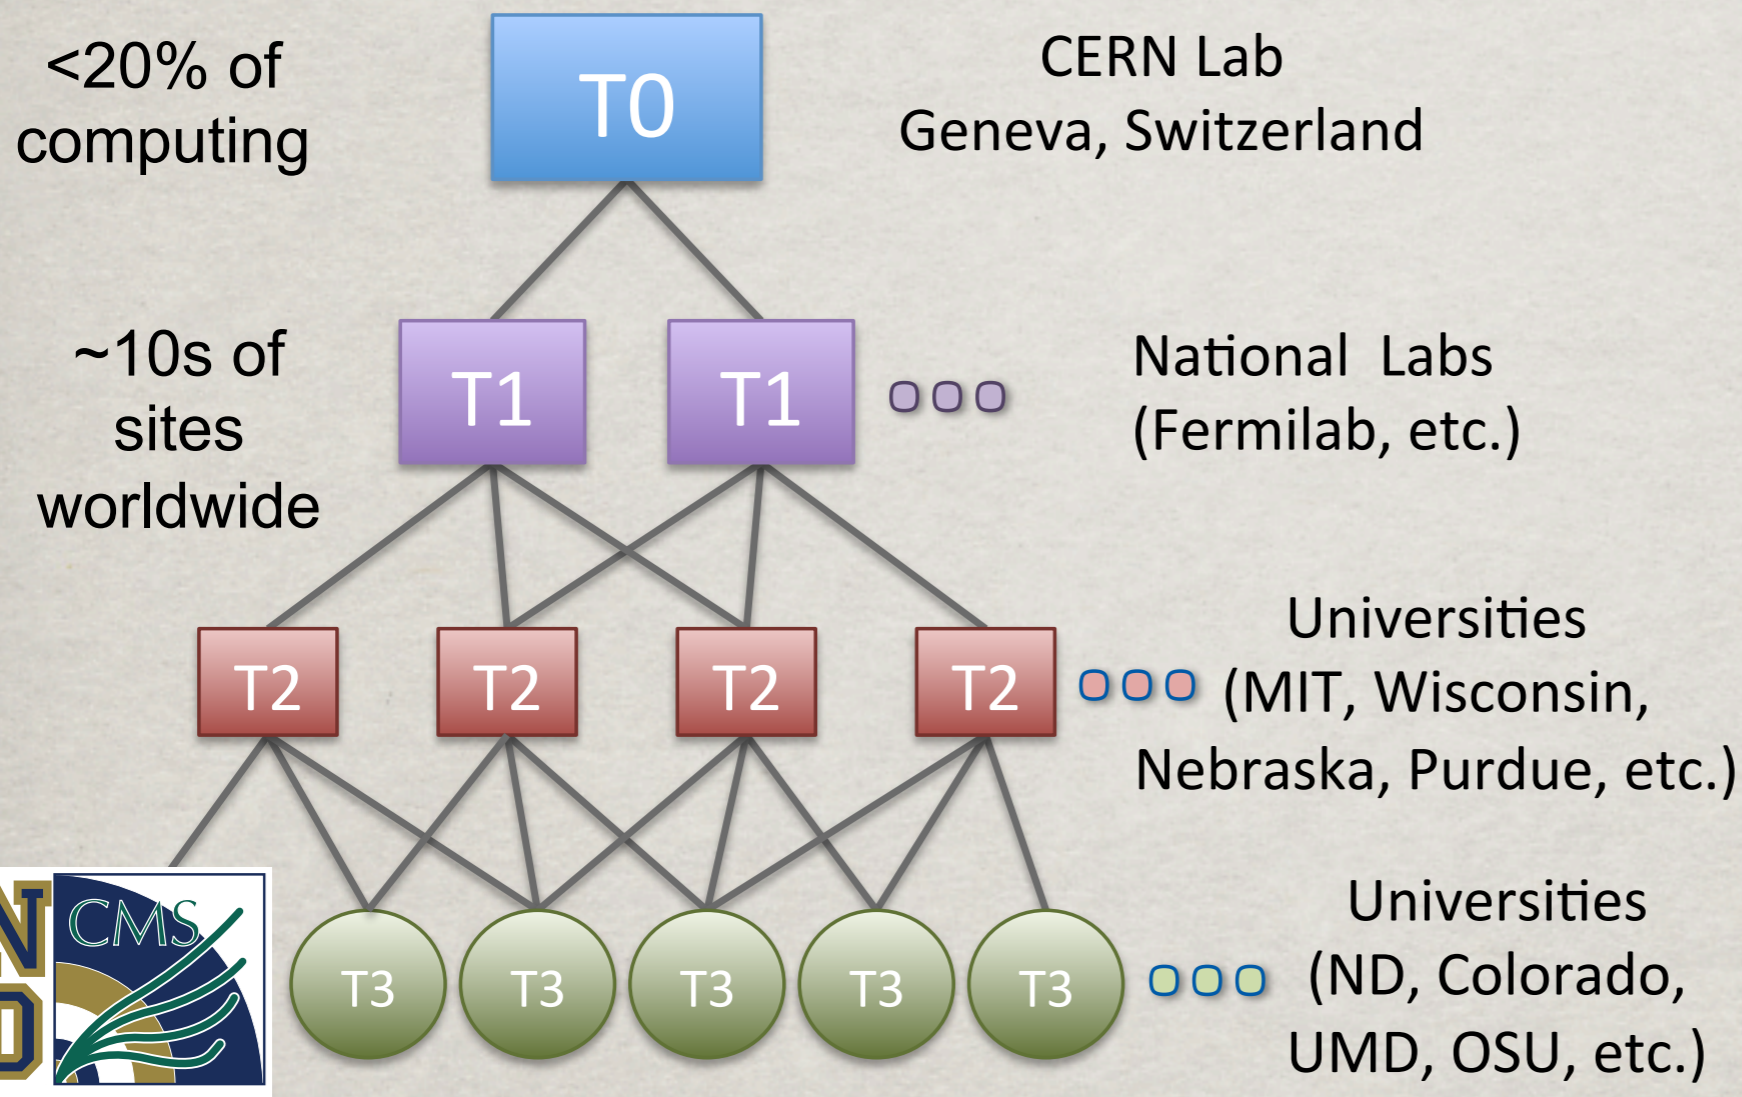 <20% of
computing
T0
CERN Lab
Geneva, Switzerland
~10s of
sites
worldwide
T1 T1
National Labs
(Fermilab, etc.)
T2 T2 T2 T2
Universities
(MIT, Wisconsin,
Nebraska, Purdue, etc.)
N
D
CMS
T3 T3 T3 T3 T3
Universities
(ND, Colorado,
UMD, OSU, etc.)